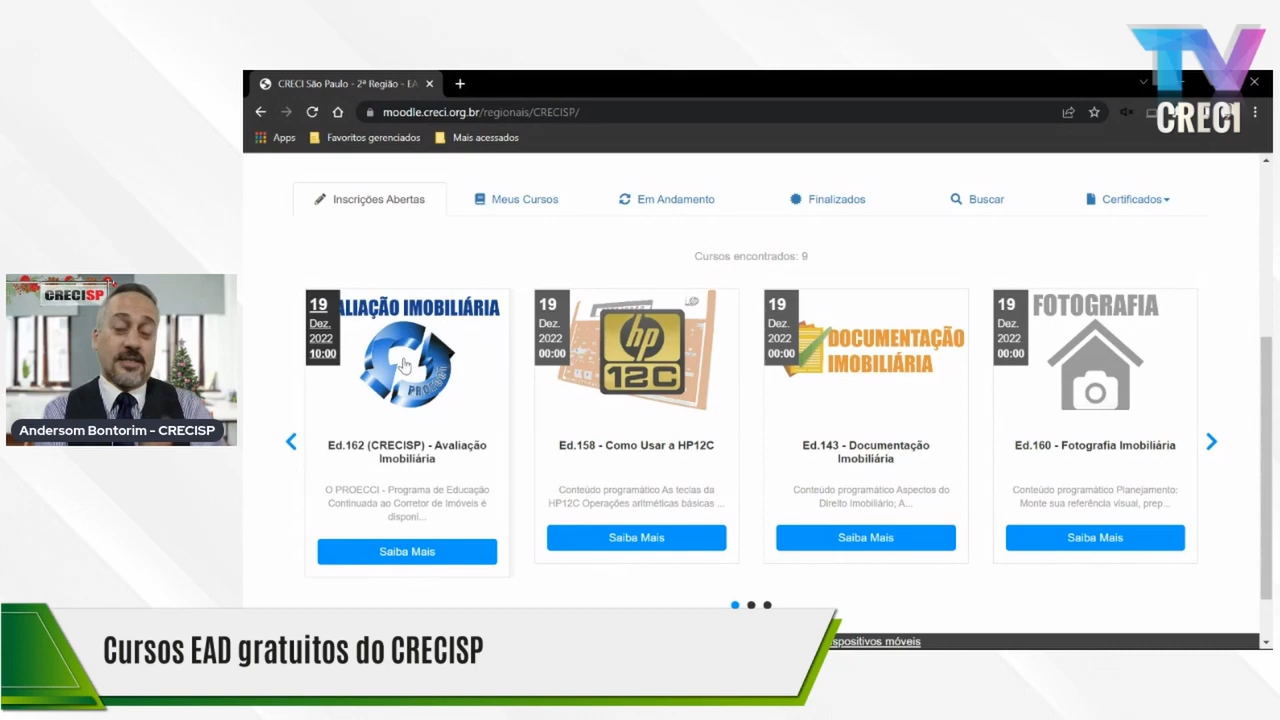 TV
CRECI
CRECI São Paulo - 2ª Região - EA
moodle.creci.org.br/regionais/CRECISP/
Apps
Favoritos gerenciados
Mais acessados
Inscrições Abertas
Meus Cursos
Em Andamento
Finalizados
Buscar
Certificados
Cursos encontrados: 9
19
Dez.
2022
10:00
ALIAÇÃO IMOBILIÁRIA
Ed.162 (CRECISP) - Avaliação
Imobiliária
O PROECCI - Programa de Educação
Continuada ao Corretor de Imóveis é
disponi...
Saiba Mais
19
Dez.
2022
00:00
hp
12C
Ed.158 - Como Usar a HP12C
Conteúdo programático As teclas da
HP12C Operações aritméticas básicas ...
Saiba Mais
19
Dez.
2022
00:00
DOCUMENTAÇÃO
IMOBILIÁRIA
Ed.143 - Documentação
Imobiliária
Conteúdo programático Aspectos do
Direito Imobiliário; A...
Saiba Mais
19
Dez.
2022
00:00
FOTOGRAFIA
Ed.160 - Fotografia Imobiliária
Conteúdo programático Planejamento:
Monte sua referência visual, prep...
Saiba Mais
CRECISP
Andersom Bontorim - CRECISP
spositivos móveis
Cursos EAD gratuitos do CRECISP